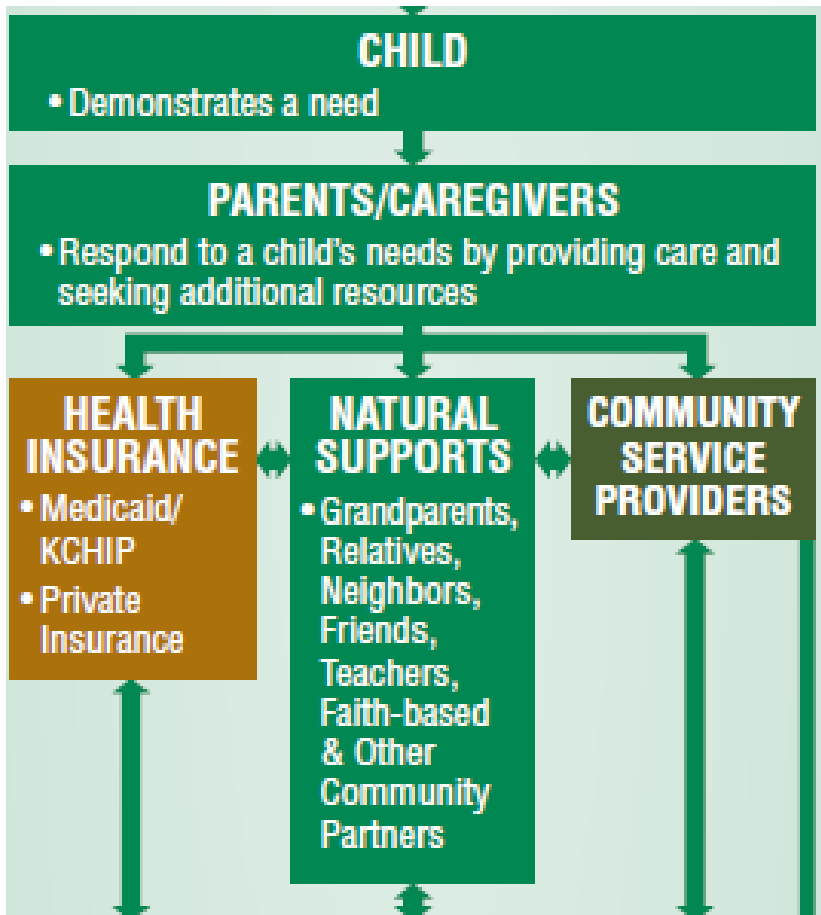 CHILD
• Demonstrates a need
PARENTS/CAREGIVERS
• Respond to a child's needs by providing care and
seeking additional resources
HEALTH
INSURANCE
• Medicaid/
KCHIP
• Private
Insurance
NATURAL
SUPPORTS
• Grandparents,
Relatives,
Neighbors,
Friends,
Teachers,
Faith-based
& Other
Community
Partners
COMMUNITY
SERVICE
PROVIDERS